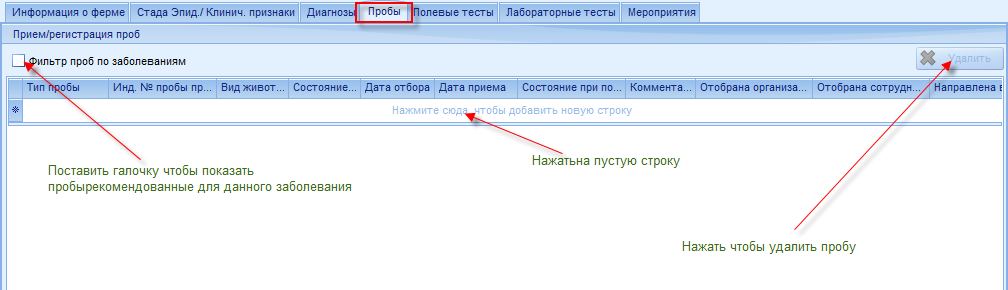 Информация о ферме Стада Эпид./ Клинич. признаки Диагнозы Пробы Полевые тесты Лабораторные тесты Мероприятия
Прием/регистрация проб
Фильтр проб по заболеваниям Удалить
Тип пробы Инд. № пробы пр... Вид живот... Состояние... Дата отбора Дата приема Состояние при по... Коммента... Отобрана организа... Отобрана сотрудн... Направлена в
Нажмите сюда, чтобы добавить новую строку
Нажатьна пустую строку
Поставить галочку чтобы показать
пробырекомендованные для данного заболевания
Нажать чтобы удалить пробу